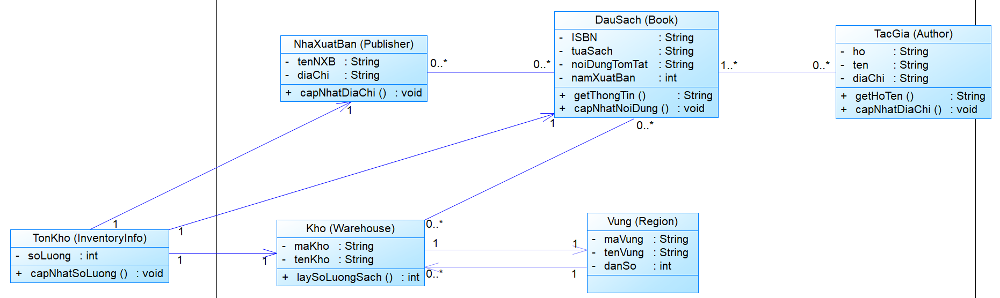 NhaXuatBan (Publisher)
- tenNXB : String
- diaChi : String
+ capNhatDiaChi () : void
DauSach (Book)
- ISBN : String
- tuaSach : String
- noiDungTomTat : String
- namXuatBan : int
+ getThongTin () : String
+ capNhatNoiDung () : void
TacGia (Author)
- ho : String
- ten : String
- diaChi : String
+ getHoTen () : String
+ capNhatDiaChi () : void
0..*
0..*
1..*
0..*
1
1
0..*
1
1
0..*
TonKho (InventoryInfo)
- soLuong : int
+ capNhatSoLuong () : void
1
1
Kho (Warehouse)
- maKho : String
- tenKho : String
+ laySoLuongSach () : int
1
1
0..*
1
Vung (Region)
- maVung : String
- tenVung : String
- danSo : int